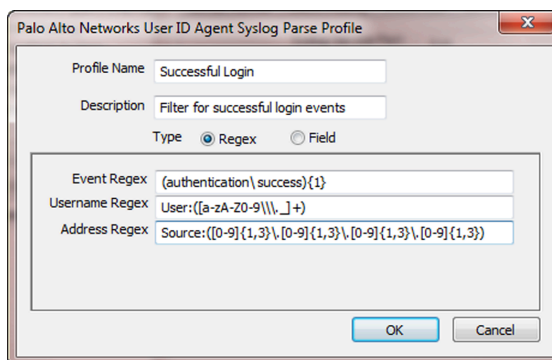 Palo Alto Networks User ID Agent Syslog Parse Profile
Profile Name Successful Login
Description Filter for successful login events
Type Regex Field
Event Regex (authentication\ success){1}
Username Regex User:([a-zA-Z0-9\\\._]+)
Address Regex Source:([0-9]{1,3}\.[0-9]{1,3}\.[0-9]{1,3}\.[0-9]{1,3})
OK Cancel